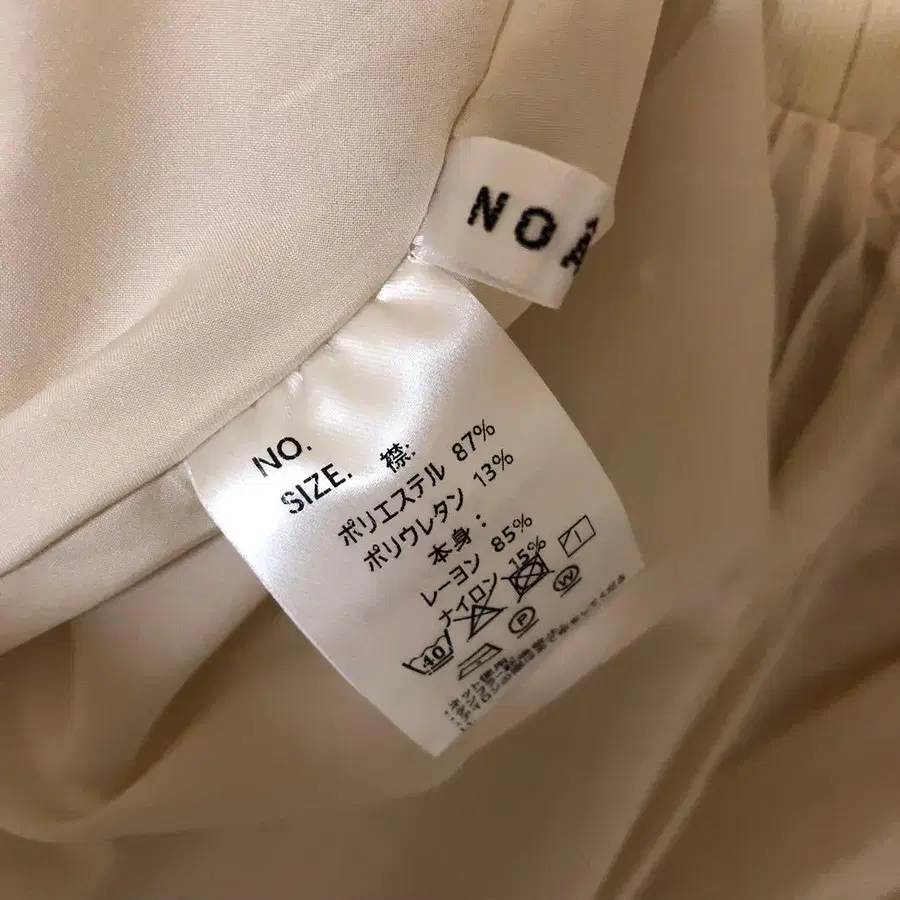 NOA
NO.
SIZE. 襟:
ポリエステル 87%
ポリウレタン 13%
本身:
レーヨン 85%
ナイロン 15%
40
P
W